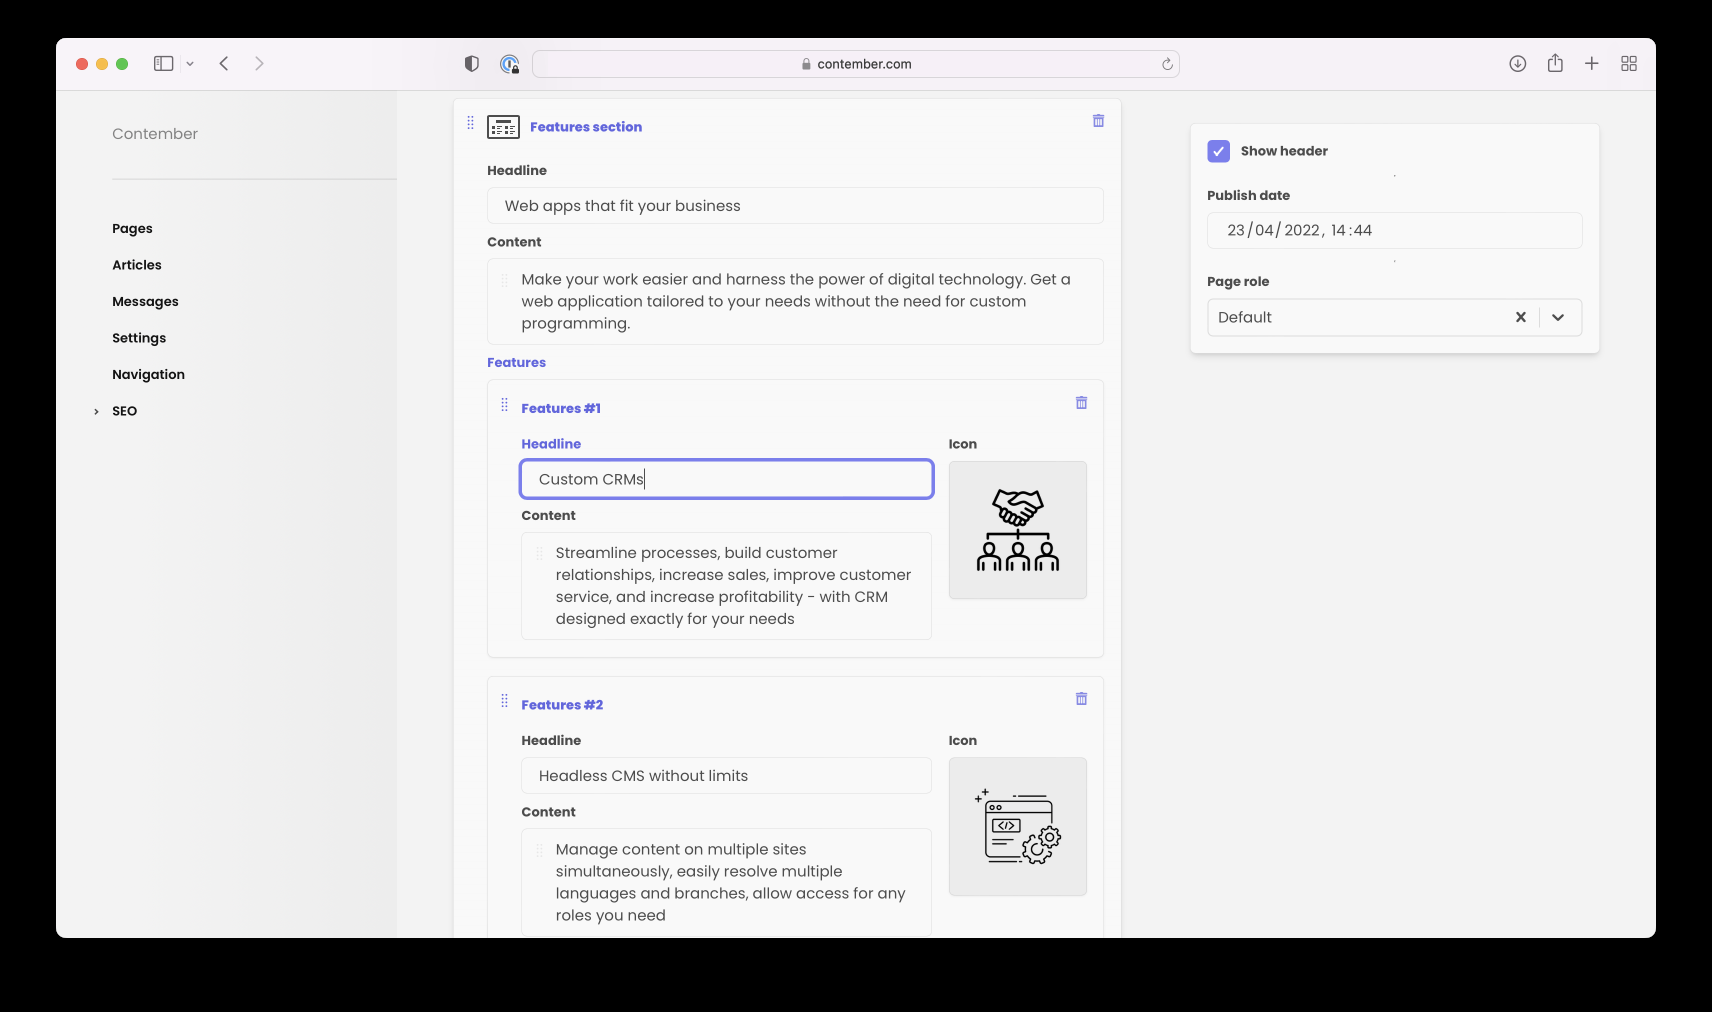 contember.com
Contember
Pages
Articles
Messages
Settings
Navigation
SEO
Features section
Headline
Web apps that fit your business
Content
Make your work easier and harness the power of digital technology. Get a
web application tailored to your needs without the need for custom
programming.
Features
Features #1
Headline
Custom CRMs
Content
Streamline processes, build customer
relationships, increase sales, improve customer
service, and increase profitability - with CRM
designed exactly for your needs
Icon
Features #2
Headline
Headless CMS without limits
Content
Manage content on multiple sites
simultaneously, easily resolve multiple
languages and branches, allow access for any
roles you need
Icon
</>
Show header
Publish date
23/04/2022, 14:44
Page role
Default